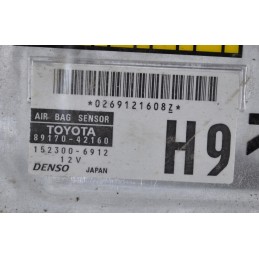 *0269121608Z*
AIR BAG SENSOR
TOYOTA
89170-42160
152300-6912
12V
DENSO JAPAN
H9